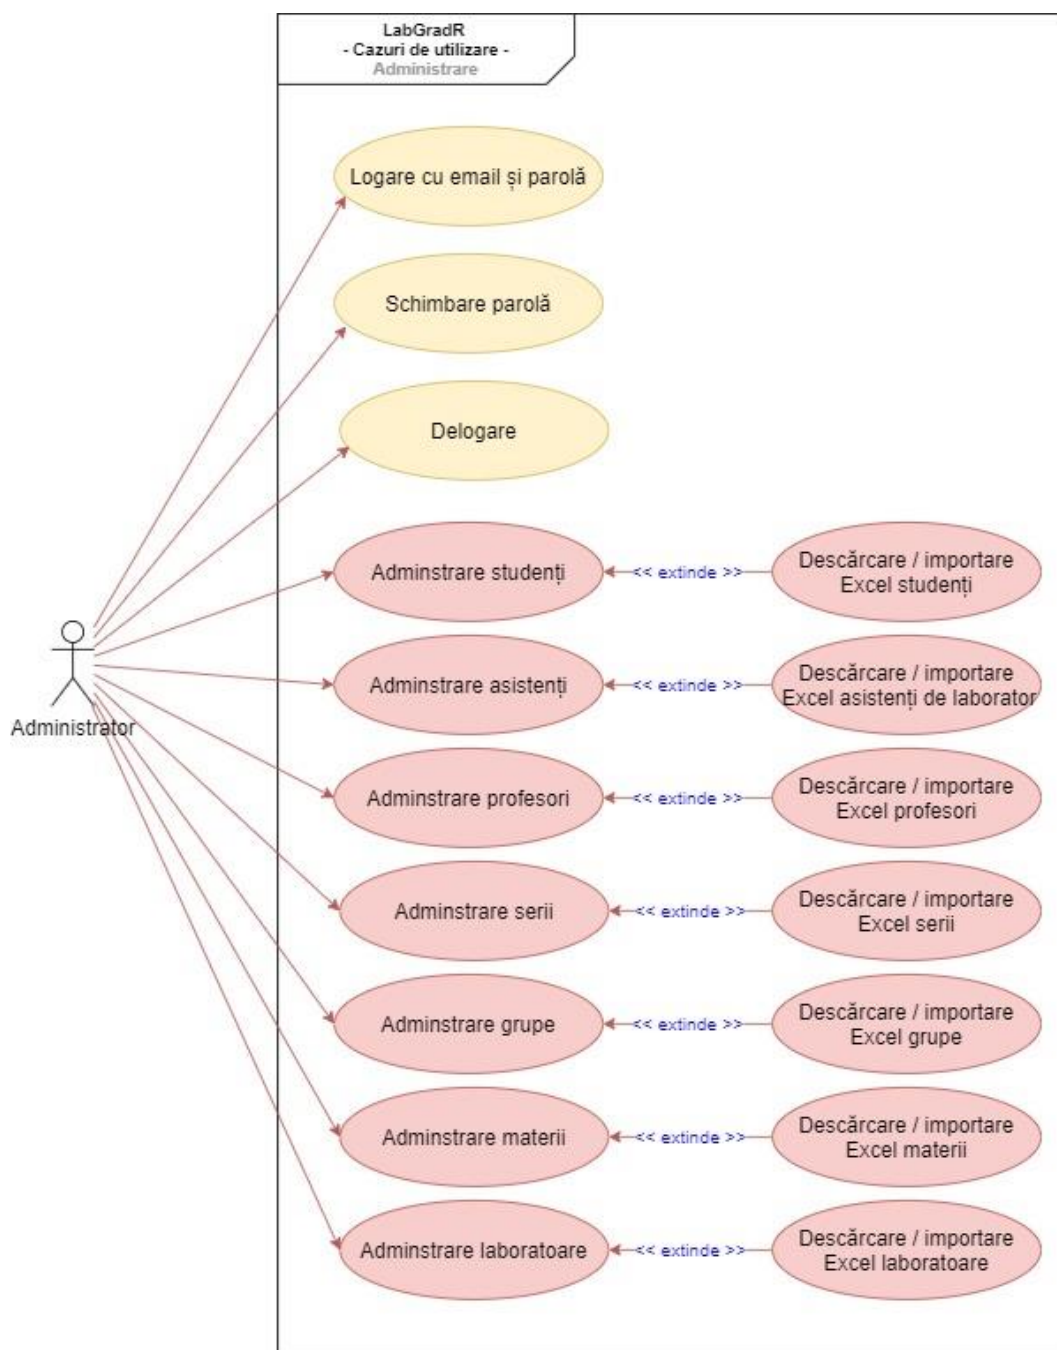 LabGradR
- Cazuri de utilizare -
Administrare
Logare cu email și parolă
Schimbare parolă
Delogare
Adminstrare studenți
<< extinde >>
Descărcare / importare
Excel studenți
Adminstrare asistenți
<< extinde >>
Descărcare / importare
Excel asistenți de laborator
Administrator
Adminstrare profesori
<< extinde >>
Descărcare / importare
Excel profesori
Adminstrare serii
<< extinde >>
Descărcare / importare
Excel serii
Adminstrare grupe
<< extinde >>
Descărcare / importare
Excel grupe
Adminstrare materii
<< extinde >>
Descărcare / importare
Excel materii
Adminstrare laboratoare
<< extinde >>
Descărcare / importare
Excel laboratoare